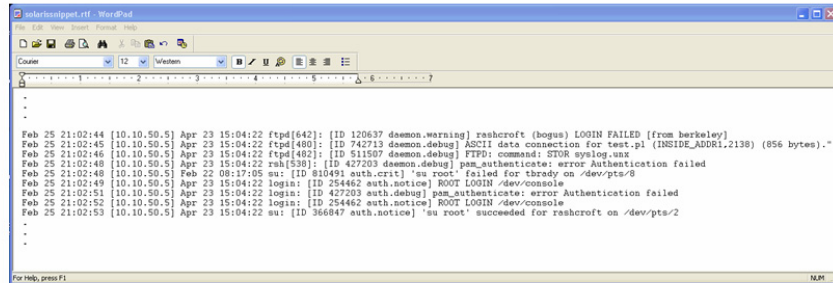 solarissnippet.rtf - WordPad
File Edit View Insert Format Help
Courier 12 Western B I U
1 2 3 4 5 6 7
.
.
.
Feb 25 21:02:44 [10.10.50.5] Apr 23 15:04:22 ftpd[642]: [ID 120637 daemon.warning] rashcroft (bogus) LOGIN FAILED [from berkeley]
Feb 25 21:02:45 [10.10.50.5] Apr 23 15:04:22 ftpd[480]: [ID 742713 daemon.debug] ASCII data connection for test.pl (INSIDE_ADDR1,2138) (856 bytes)."
Feb 25 21:02:46 [10.10.50.5] Apr 23 15:04:22 ftpd[482]: [ID 511507 daemon.debug] FTPD: command: STOR syslog.unx
Feb 25 21:02:48 [10.10.50.5] Apr 23 15:04:22 rsh[538]: [ID 427203 daemon.debug] pam_authenticate: error Authentication failed
Feb 25 21:02:48 [10.10.50.5] Feb 22 08:17:05 su: [ID 810491 auth.crit] 'su root' failed for tbrady on /dev/pts/8
Feb 25 21:02:49 [10.10.50.5] Apr 23 15:04:22 login: [ID 254462 auth.notice] ROOT LOGIN /dev/console
Feb 25 21:02:51 [10.10.50.5] Apr 23 15:04:22 login: [ID 427203 auth.debug] pam_authenticate: error Authentication failed
Feb 25 21:02:52 [10.10.50.5] Apr 23 15:04:22 login: [ID 254462 auth.notice] ROOT LOGIN /dev/console
Feb 25 21:02:53 [10.10.50.5] Apr 23 15:04:22 su: [ID 366847 auth.notice] 'su root' succeeded for rashcroft on /dev/pts/2
.
.
.
For Help, press F1 NUM